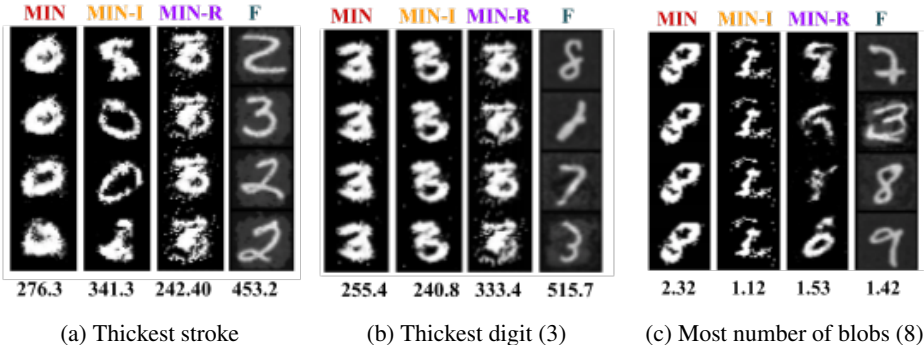 MIN MIN-I MIN-R F MIN MIN-I MIN-R F MIN MIN-I MIN-R F
276.3 341.3 242.40 453.2 255.4 240.8 333.4 515.7 2.32 1.12 1.53 1.42
(a) Thickest stroke (b) Thickest digit (3) (c) Most number of blobs (8)